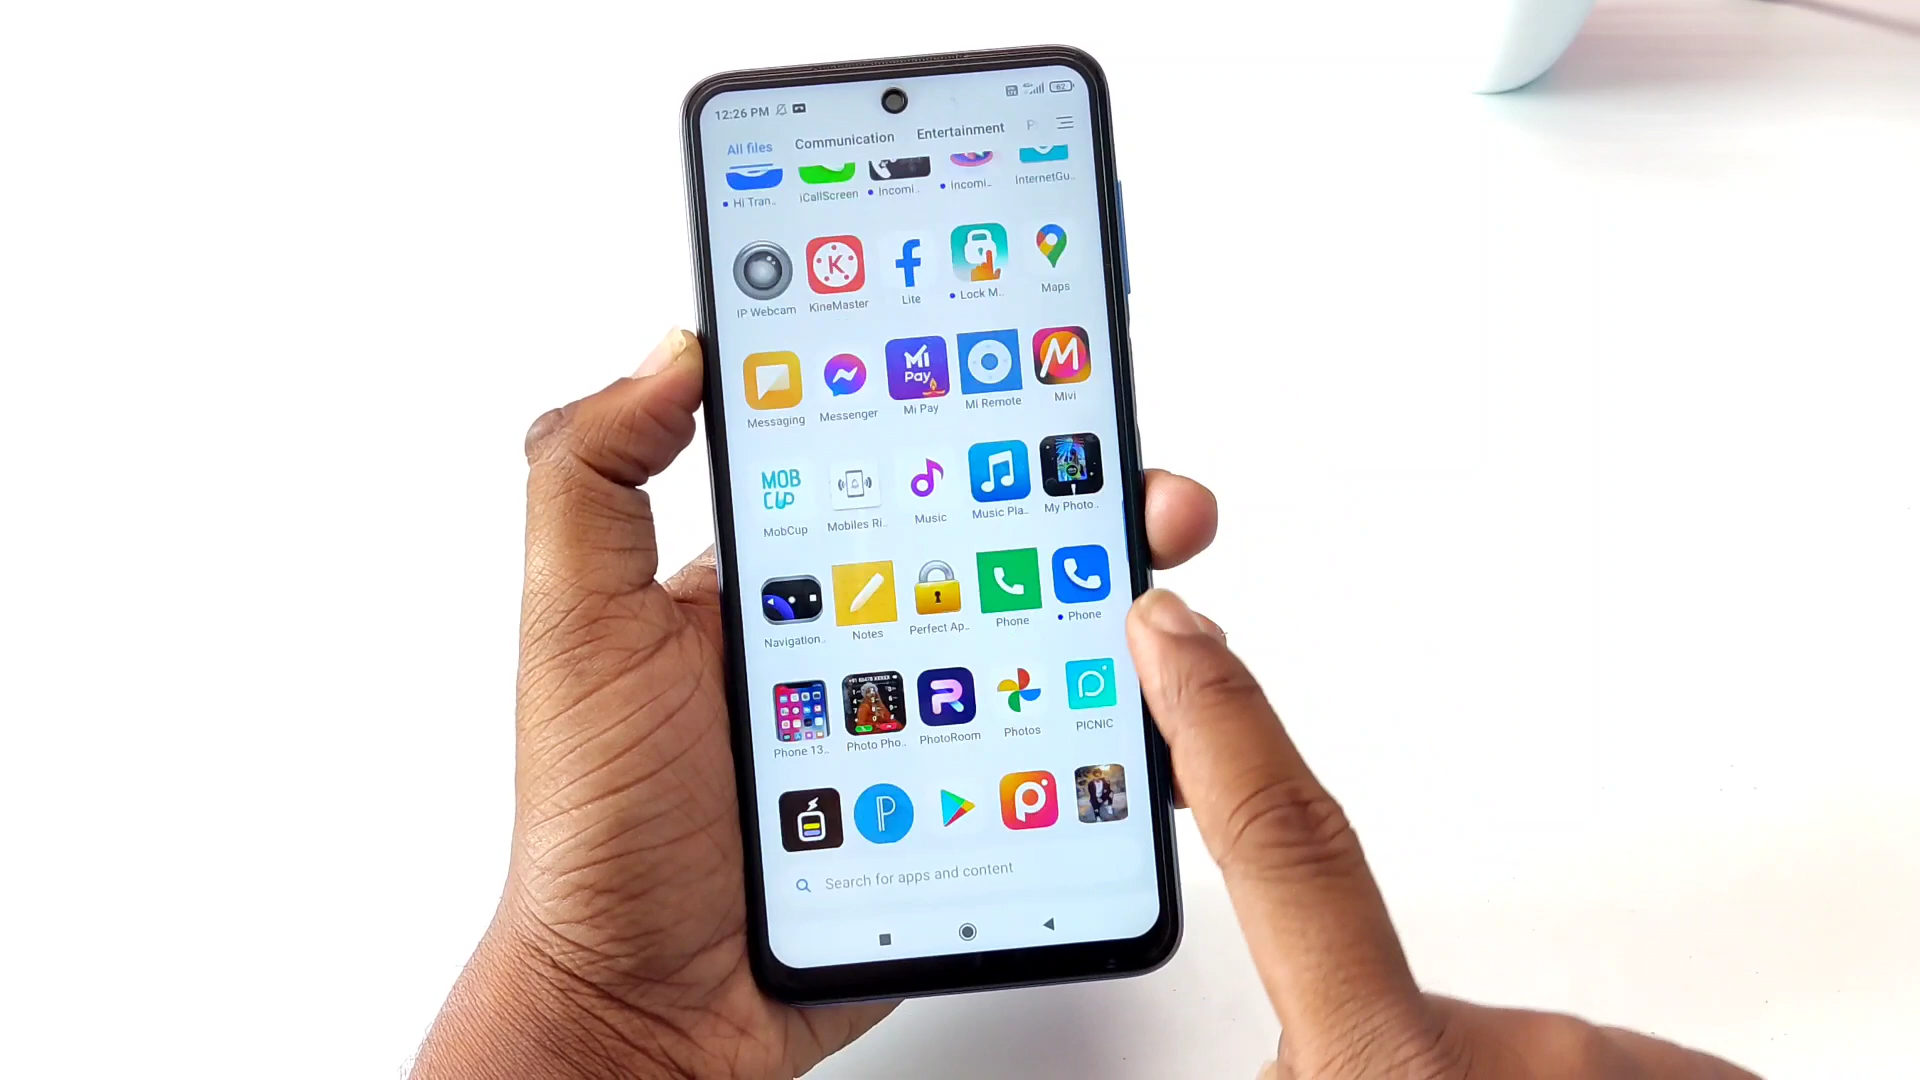 12:26 PM 4G+ 62
All files Communication Entertainment P
Hi Tran.. iCallScreen Incomi.. Incomi.. InternetGu..
K
IP Webcam KineMaster Lite Lock M.. Maps
Mi Pay M
Messaging Messenger Mi Pay Mi Remote Mivi
MOB CUP
MobCup Mobiles Ri.. Music Music Pla.. My Photo..
Navigation.. Notes Perfect Ap.. Phone Phone
R
Phone 13.. Photo Pho.. PhotoRoom Photos PICNIC
P P
Search for apps and content